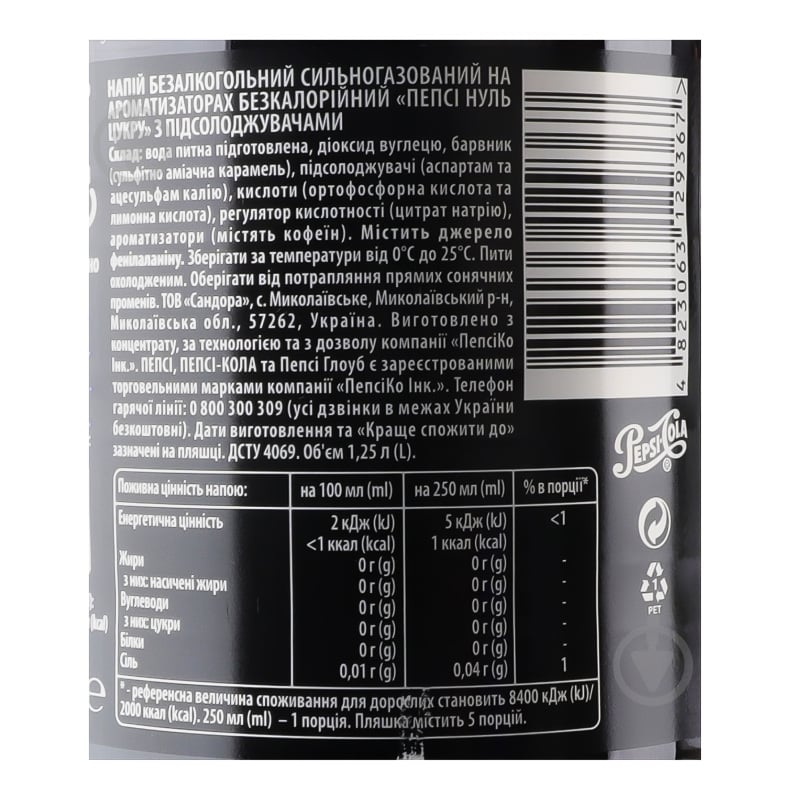 НАПІЙ БЕЗАЛКОГОЛЬНИЙ СИЛЬНОГАЗОВАНИЙ НА
АРОМАТИЗАТОРАХ БЕЗКАЛОРІЙНИЙ «ПЕПСІ НУЛЬ
ЦУКРУ» З ПІДСОЛОДЖУВАЧАМИ
Склад: вода питна підготовлена, діоксид вуглецю, барвник
(сульфітно аміачна карамель), підсолоджувачі (аспартам та
ацесульфам калію), кислоти (ортофосфорна кислота та
лимонна кислота), регулятор кислотності (цитрат натрію),
ароматизатори (містять кофеїн). Містить джерело
фенілаланіну. Зберігати за температури від 0°С до 25°С. Пити
охолодженим. Оберігати від потрапляння прямих сонячних
променів. ТОВ «Сандора», с. Миколаївське, Миколаївський р-н,
Миколаївська обл., 57262, Україна. Виготовлено з
концентрату, за технологією та з дозволу компанії «ПепсіКо
Інк.». ПЕПСІ, ПЕПСІ-КОЛА та Пепсі Глоуб є зареєстрованими
торговельними марками компанії «ПепсіКо Інк.». Телефон
гарячої лінії: 0 800 300 309 (усі дзвінки в межах України
безкоштовні). Дати виготовлення та «Краще спожити до»
зазначені на пляшці. ДСТУ 4069. Об'єм 1,25 л (L).
Поживна цінність напою: на 100 мл (ml) на 250 мл (ml) % в порції*
Енергетична цінність 2 кДж (kJ) 5 кДж (kJ) <1
<1 ккал (kcal) 1 ккал (kcal)
Жири 0 г (g) 0 г (g) -
з них: насичені жири 0 г (g) 0 г (g) -
Вуглеводи 0 г (g) 0 г (g) -
з них: цукри 0 г (g) 0 г (g) -
Білки 0 г (g) 0 г (g) -
Сіль 0,01 г (g) 0,04 г (g) 1
* - референсна величина споживання для дорослих становить 8400 кДж (kJ)/
2000 ккал (kcal). 250 мл (ml) – 1 порція. Пляшка містить 5 порцій.
4 823063 129367 >
PEPSI-COLA
®
1
PET